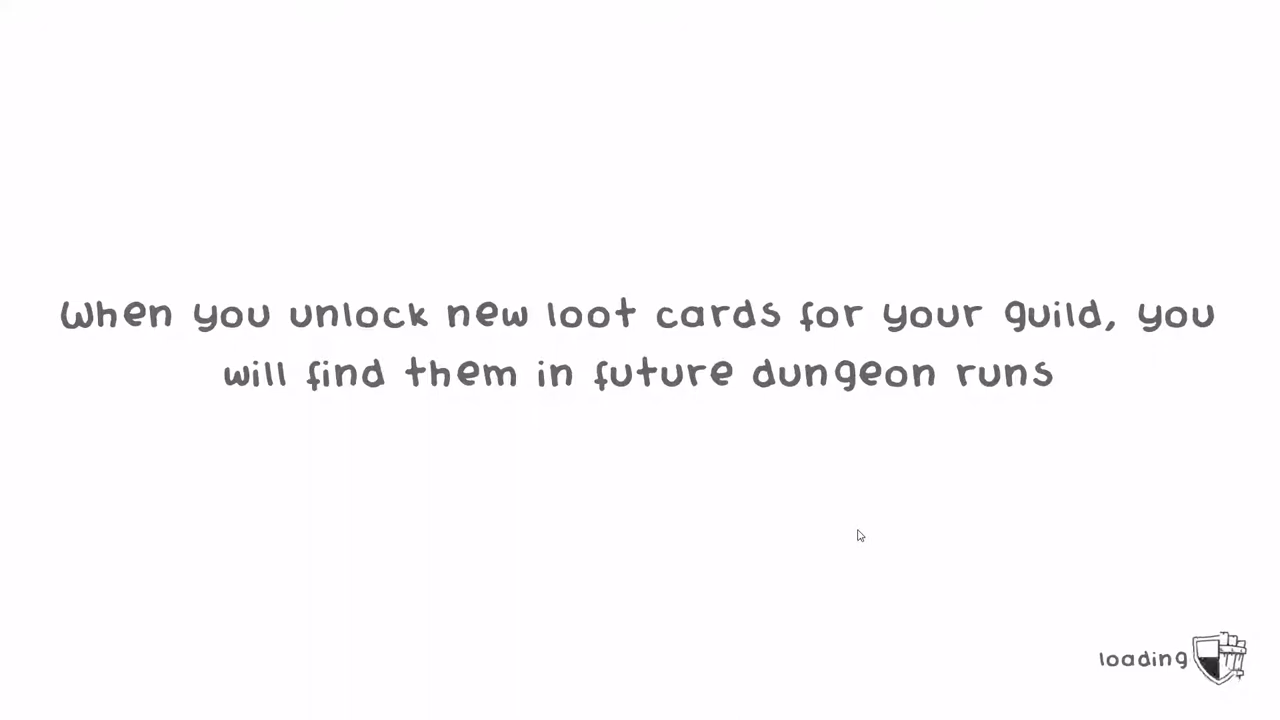 When you unlock new loot cards for your guild, you
will find them in future dungeon runs
loading